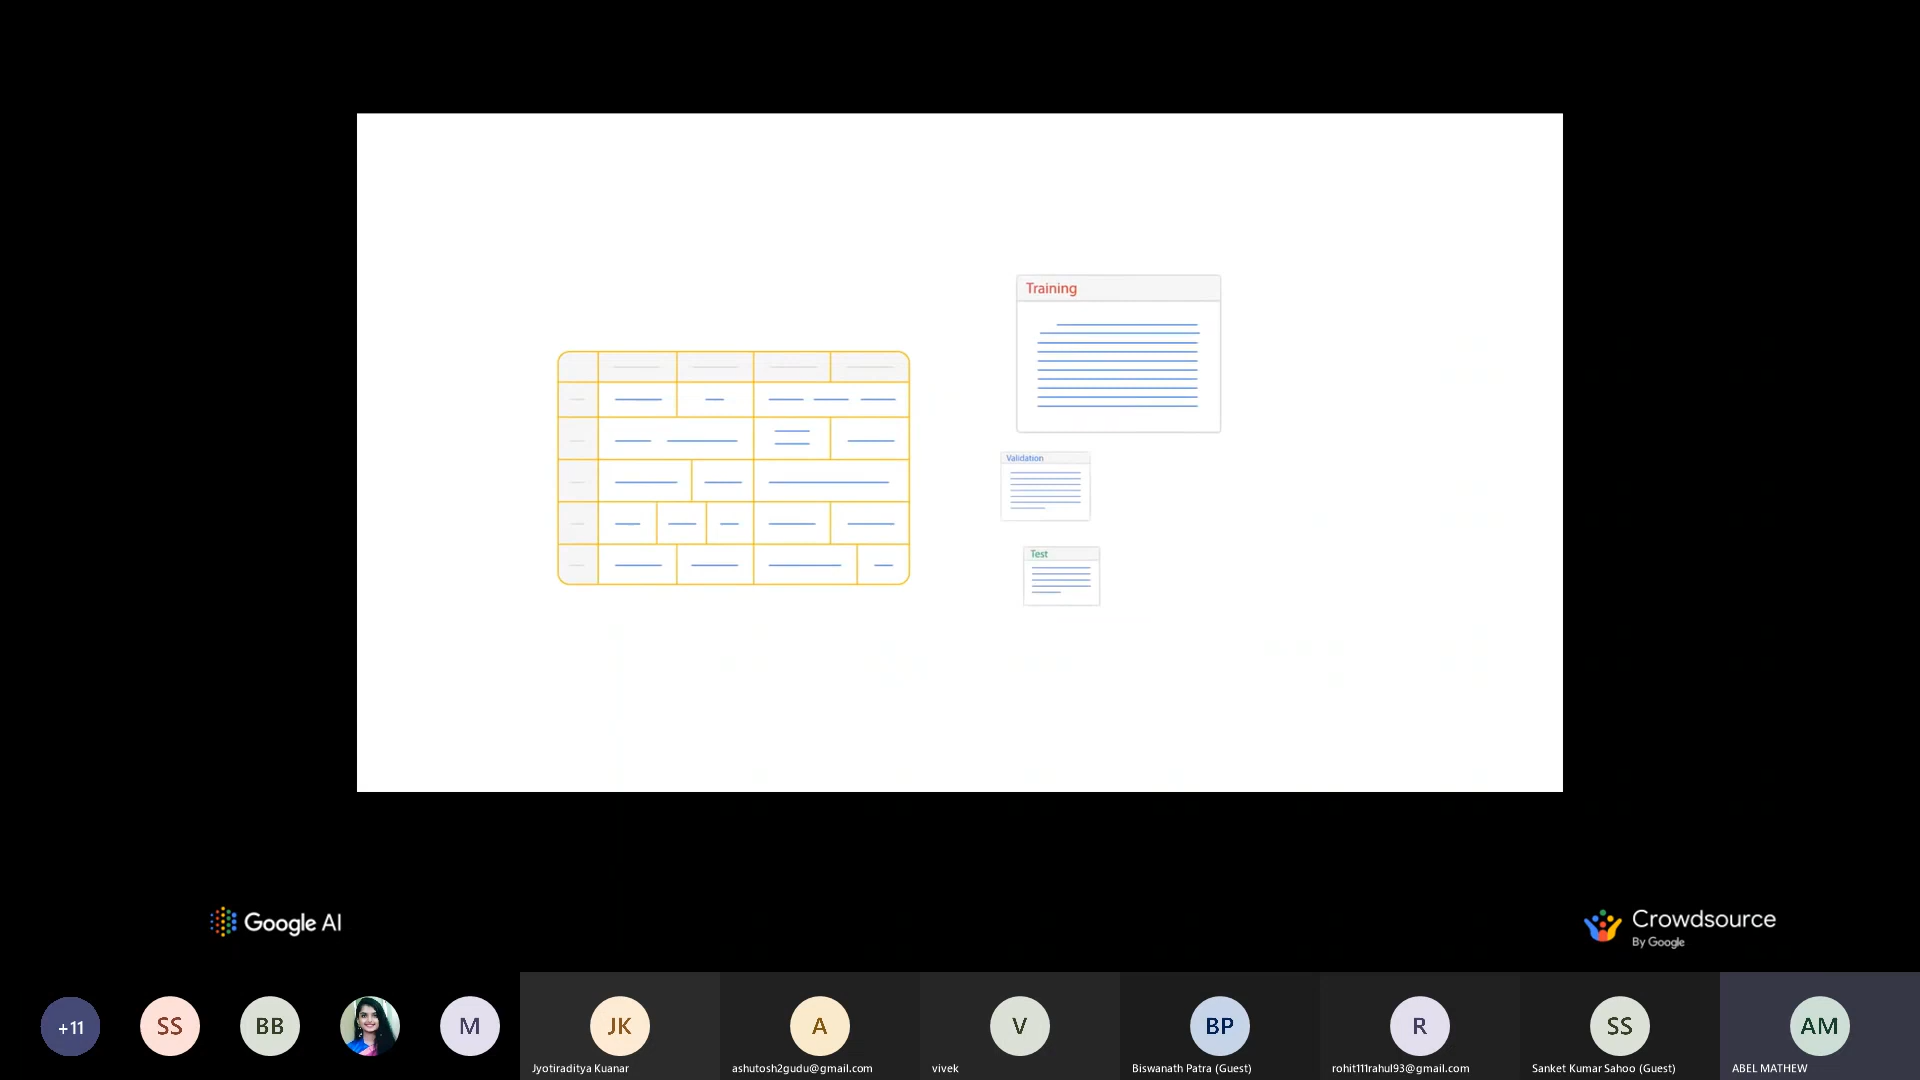 Training
Validation
Test
Google AI
Crowdsource
By Google
+11
SS
BB
M
JK
A
V
BP
R
SS
AM
Jyotiraditya Kuanar
ashutosh2gudu@gmail.com
vivek
Biswanath Patra (Guest)
rohit111rahul93@gmail.com
Sanket Kumar Sahoo (Guest)
ABEL MATHEW